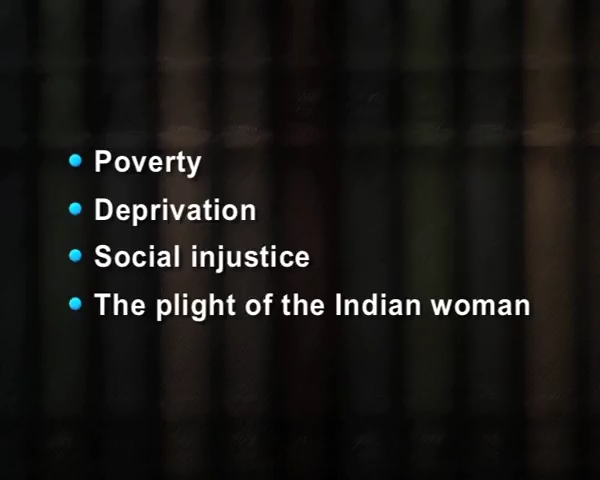 Poverty
Deprivation
Social injustice
The plight of the Indian woman